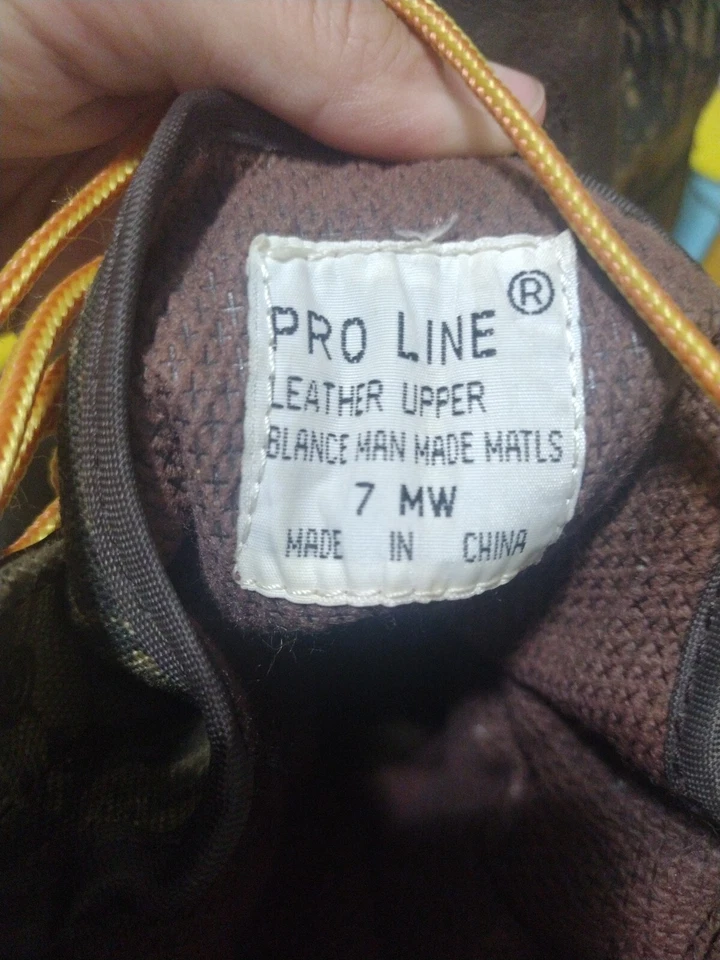 PRO LINE ®
LEATHER UPPER
BLANCE MAN MADE MATLS
7 MW
MADE IN CHINA